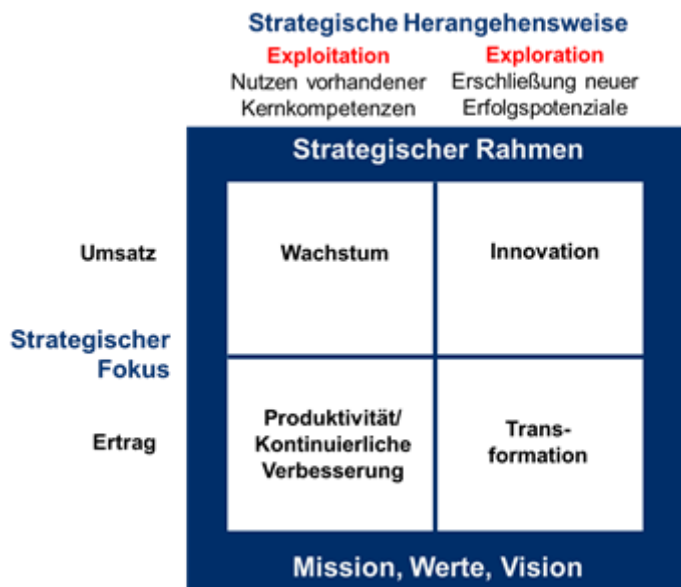 Strategische Herangehensweise
Exploitation
Nutzen vorhandener
Kernkompetenzen
Exploration
Erschließung neuer
Erfolgspotenziale
Strategischer Rahmen
Umsatz
Wachstum
Innovation
Strategischer
Fokus
Ertrag
Produktivität/
Kontinuierliche
Verbesserung
Trans-
formation
Mission, Werte, Vision